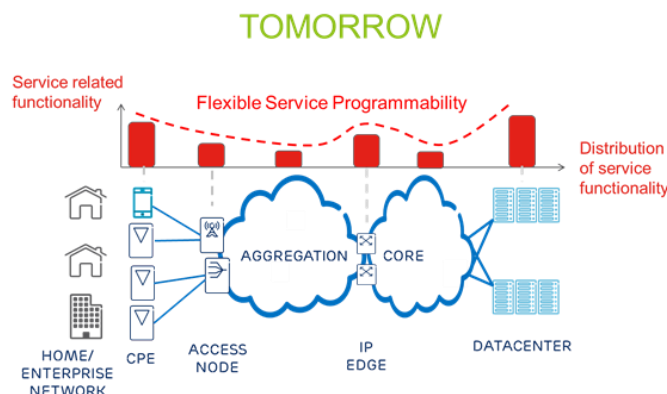 TOMORROW
Service related
functionality
Flexible Service Programmability
Distribution
of service
functionality
AGGREGATION
CORE
HOME/
ENTERPRISE
NETWORK
CPE
ACCESS
NODE
IP
EDGE
DATACENTER